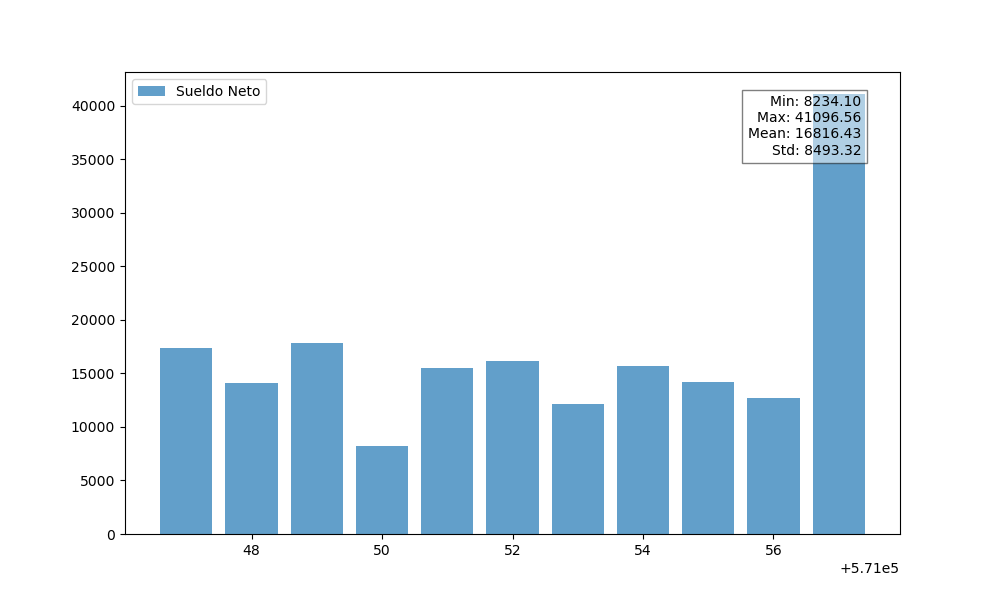 Sueldo Neto
Min: 8234.10
Max: 41096.56
Mean: 16816.43
Std: 8493.32
40000
35000
30000
25000
20000
15000
10000
5000
0
48 50 52 54 56
+5.71e5